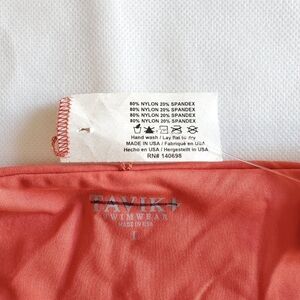 80% NYLON 20% SPANDEX
80% NYLON 20% SPANDEX
80% NYLON 20% SPANDEX
80% NYLON 20% SPANDEX
Hand wash / Lay flat to dry
MADE IN USA / Fabriqué en USA
Hecho en USA / Hergestellt in USA
RN# 140698
TAVIK
SWIMWEAR
MADE IN USA